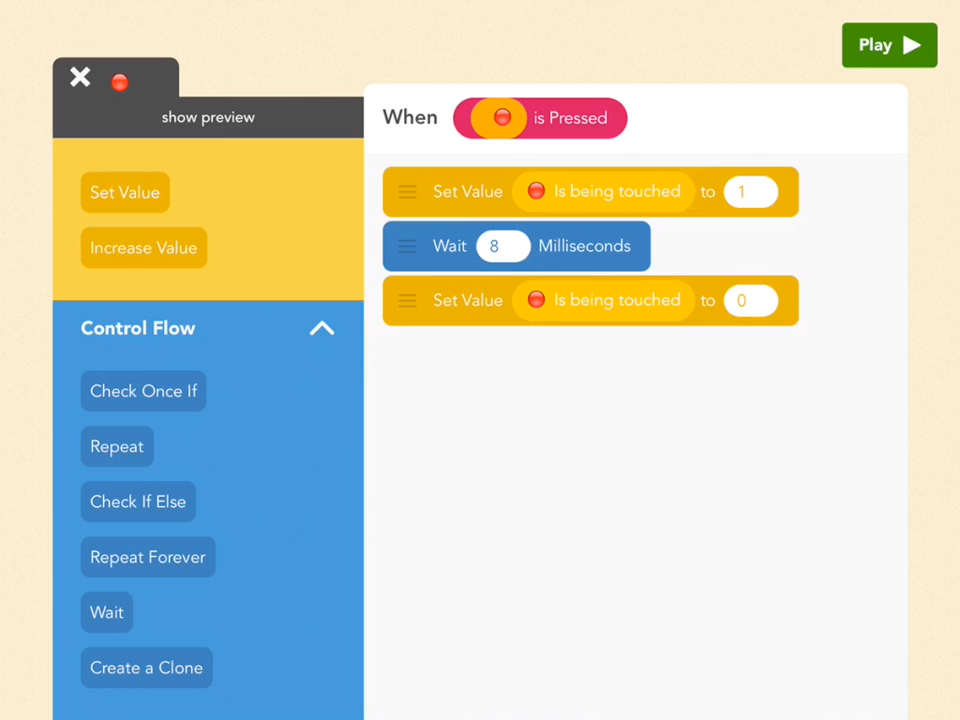 Play
show preview
When is Pressed
Set Value
Set Value Is being touched to 1
Increase Value
Wait 8 Milliseconds
Set Value Is being touched to 0
Control Flow
Check Once If
Repeat
Check If Else
Repeat Forever
Wait
Create a Clone